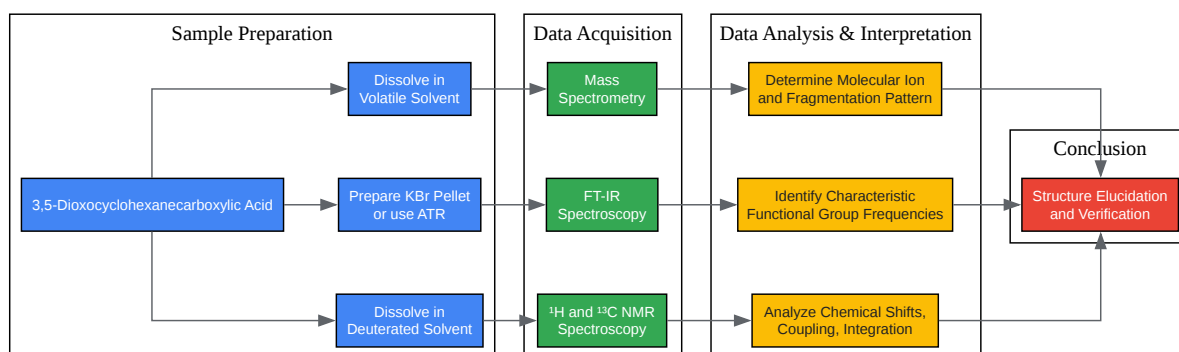 Sample Preparation
Data Acquisition
Data Analysis & Interpretation
Dissolve in
Volatile Solvent
Mass
Spectrometry
Determine Molecular Ion
and Fragmentation Pattern
Conclusion
3,5-Dioxocyclohexanecarboxylic Acid
Prepare KBr Pellet
or use ATR
FT-IR
Spectroscopy
Identify Characteristic
Functional Group Frequencies
Structure Elucidation
and Verification
Dissolve in
Deuterated Solvent
¹H and ¹³C NMR
Spectroscopy
Analyze Chemical Shifts,
Coupling, Integration